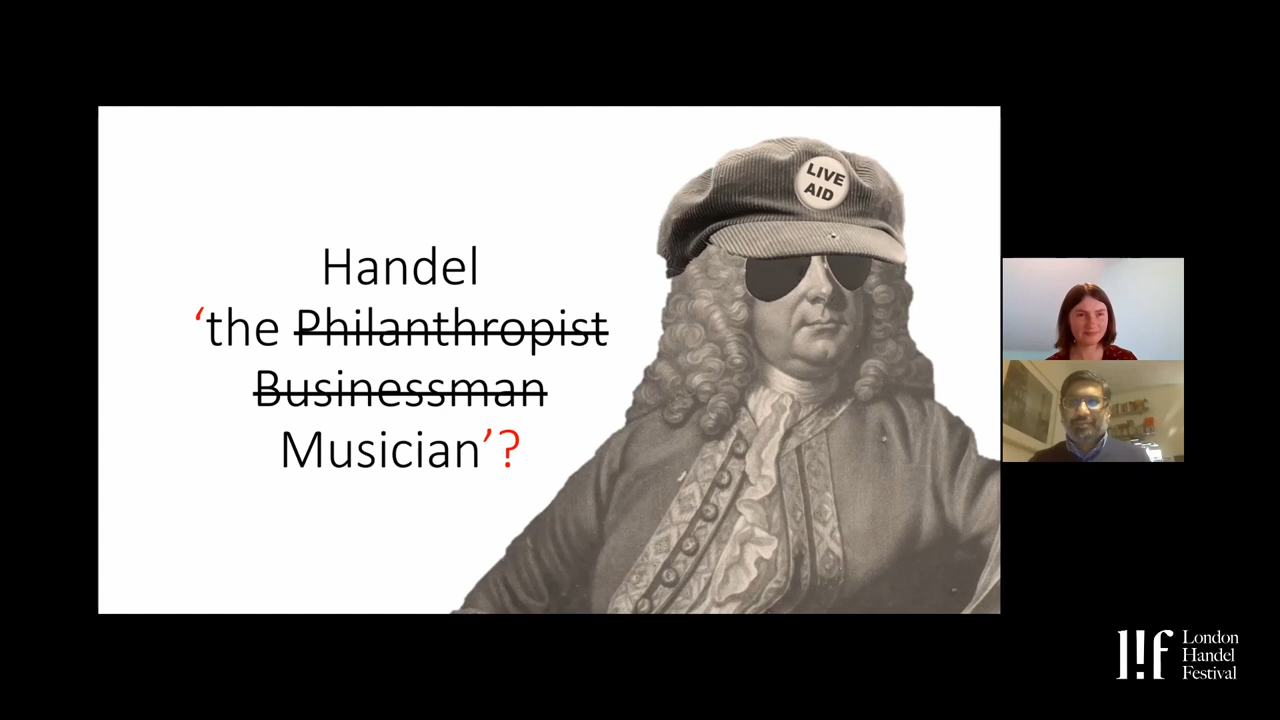 Handel
‘the Philanthropist
Businessman
Musician’?
LIVE
AID
l!f
London
Handel
Festival